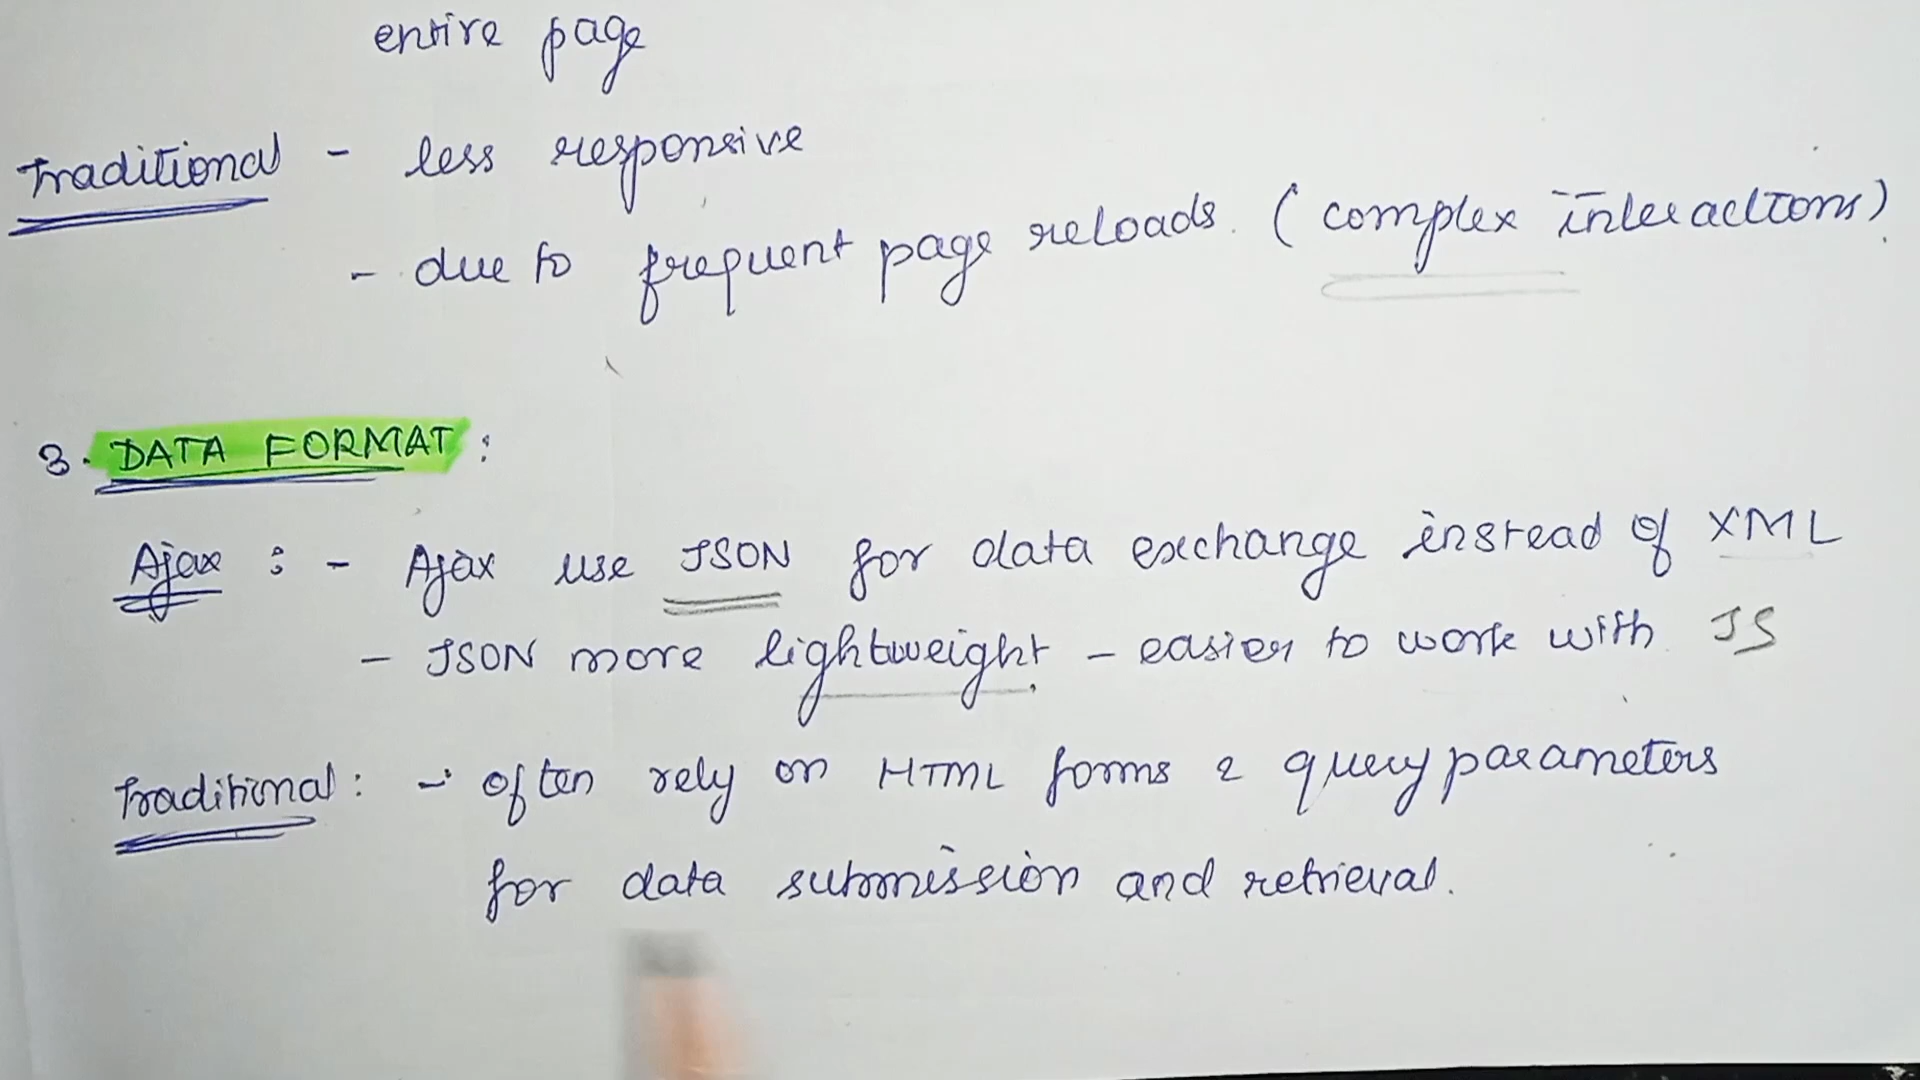 entire page
Traditional - less responsive
- due to frequent page reloads. (complex interactions)
3. DATA FORMAT:
Ajax : - Ajax use JSON for data exchange instead of XML
- JSON more lightweight - easier to work with JS
Traditional: - often rely on HTML forms & query parameters
for data submission and retrieval.